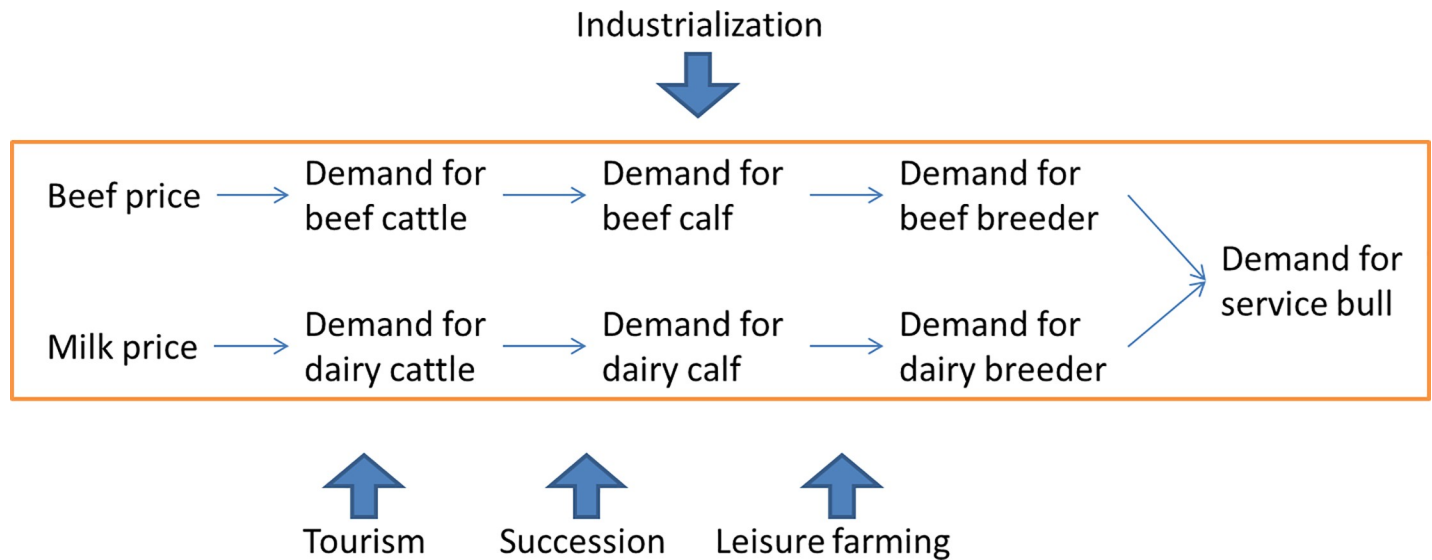 Industrialization
Beef price
Demand for
beef cattle
Demand for
beef calf
Demand for
beef breeder
Demand for
service bull
Milk price
Demand for
dairy cattle
Demand for
dairy calf
Demand for
dairy breeder
Tourism
Succession
Leisure farming